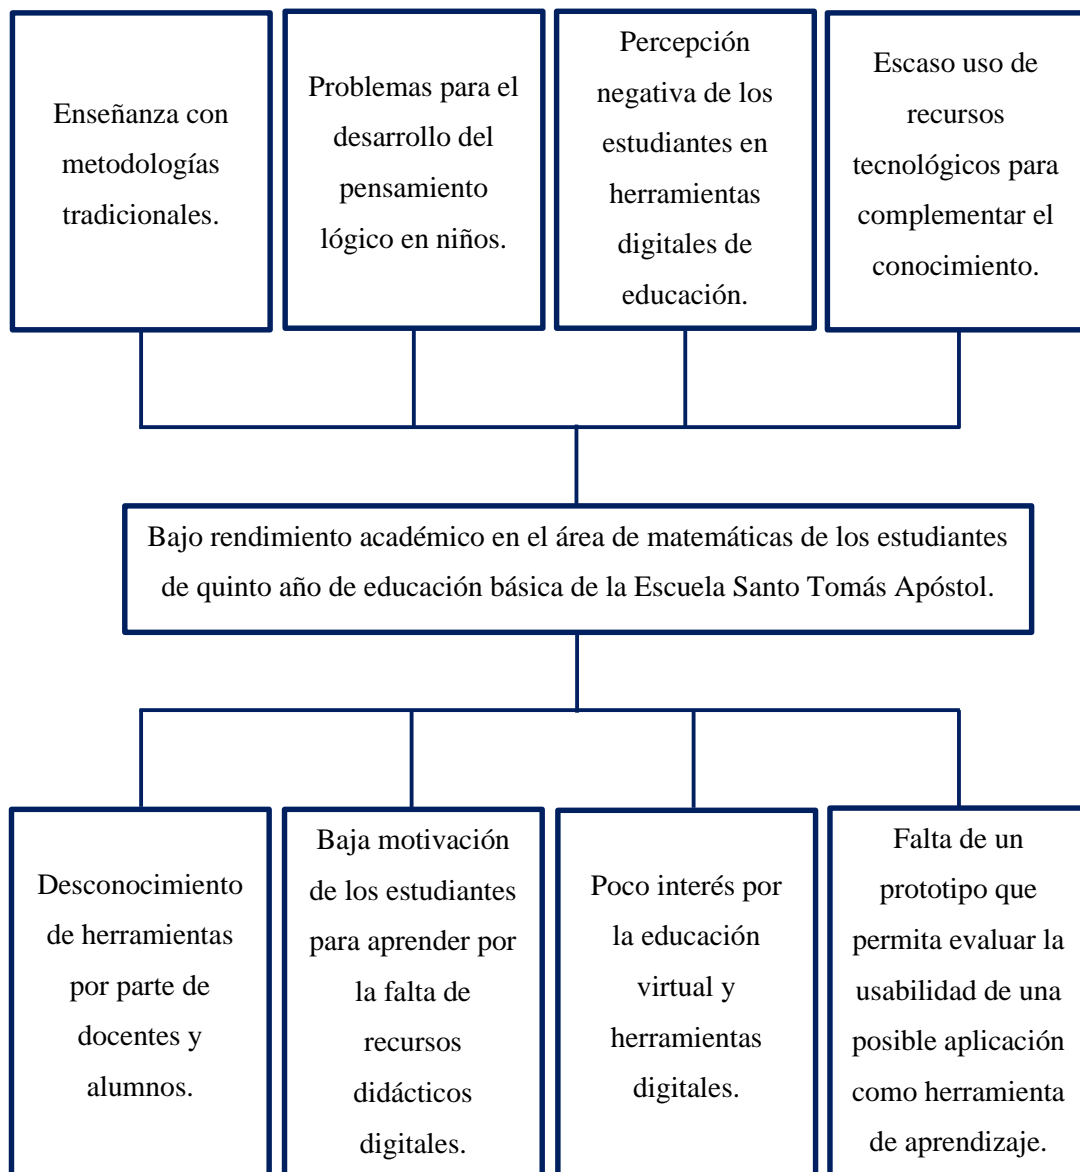 Enseñanza con
metodologías
tradicionales.
Problemas para el
desarrollo del
pensamiento
lógico en niños.
Percepción
negativa de los
estudiantes en
herramientas
digitales de
educación.
Escaso uso de
recursos
tecnológicos para
complementar el
conocimiento.
Bajo rendimiento académico en el área de matemáticas de los estudiantes
de quinto año de educación básica de la Escuela Santo Tomás Apóstol.
Desconocimiento
de herramientas
por parte de
docentes y
alumnos.
Baja motivación
de los estudiantes
para aprender por
la falta de
recursos
didácticos
digitales.
Poco interés por
la educación
virtual y
herramientas
digitales.
Falta de un
prototipo que
permita evaluar la
usabilidad de una
posible aplicación
como herramienta
de aprendizaje.